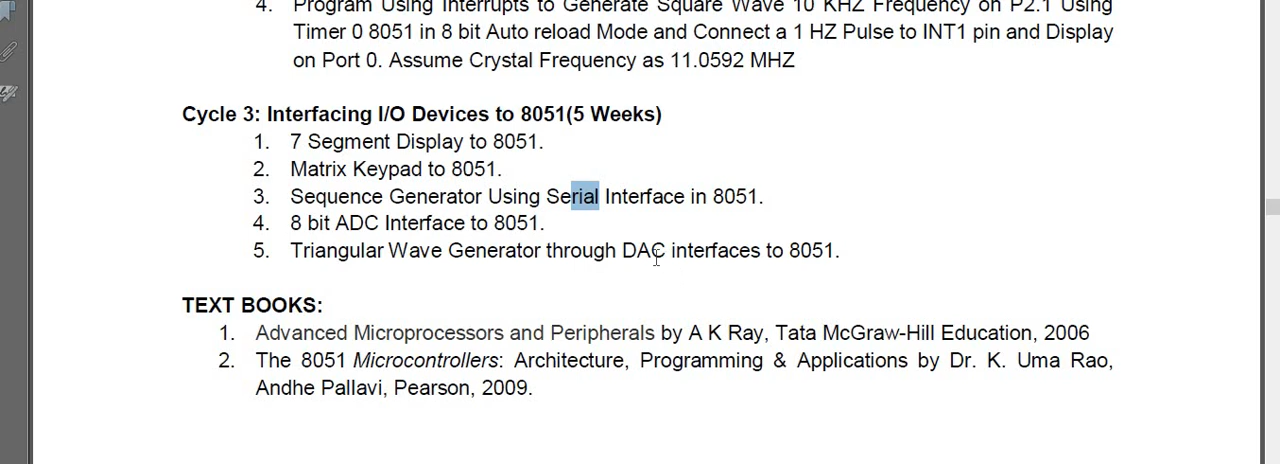 4. Program Using Interrupts to Generate Square Wave 10 KHZ Frequency on P2.1 Using
Timer 0 8051 in 8 bit Auto reload Mode and Connect a 1 HZ Pulse to INT1 pin and Display
on Port 0. Assume Crystal Frequency as 11.0592 MHZ
Cycle 3: Interfacing I/O Devices to 8051(5 Weeks)
1. 7 Segment Display to 8051.
2. Matrix Keypad to 8051.
3. Sequence Generator Using Serial Interface in 8051.
4. 8 bit ADC Interface to 8051.
5. Triangular Wave Generator through DAC interfaces to 8051.
TEXT BOOKS:
1. Advanced Microprocessors and Peripherals by A K Ray, Tata McGraw-Hill Education, 2006
2. The 8051 Microcontrollers: Architecture, Programming & Applications by Dr. K. Uma Rao,
Andhe Pallavi, Pearson, 2009.